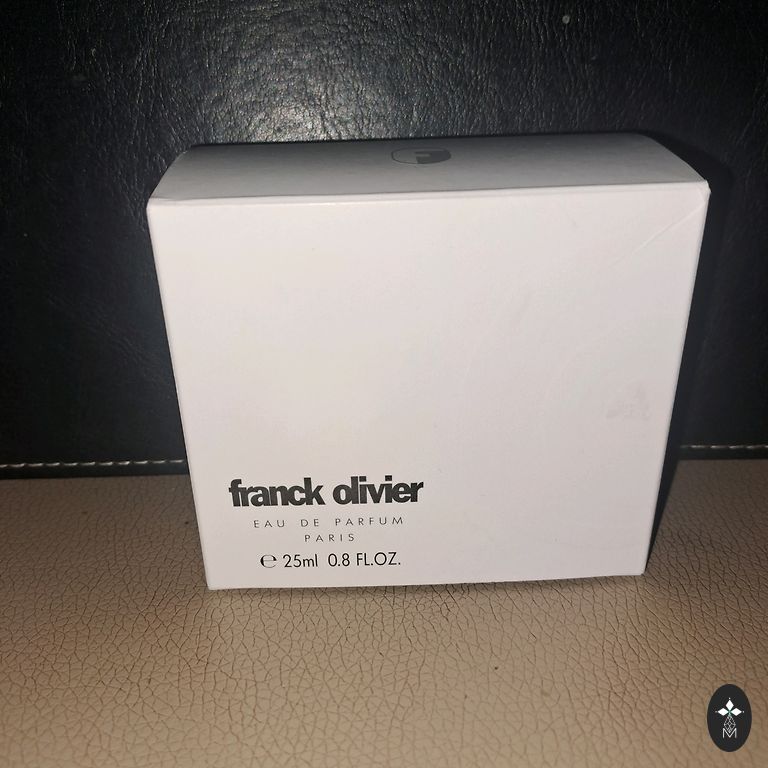 franck olivier
EAU DE PARFUM
PARIS
℮ 25ml 0.8 FL.OZ.